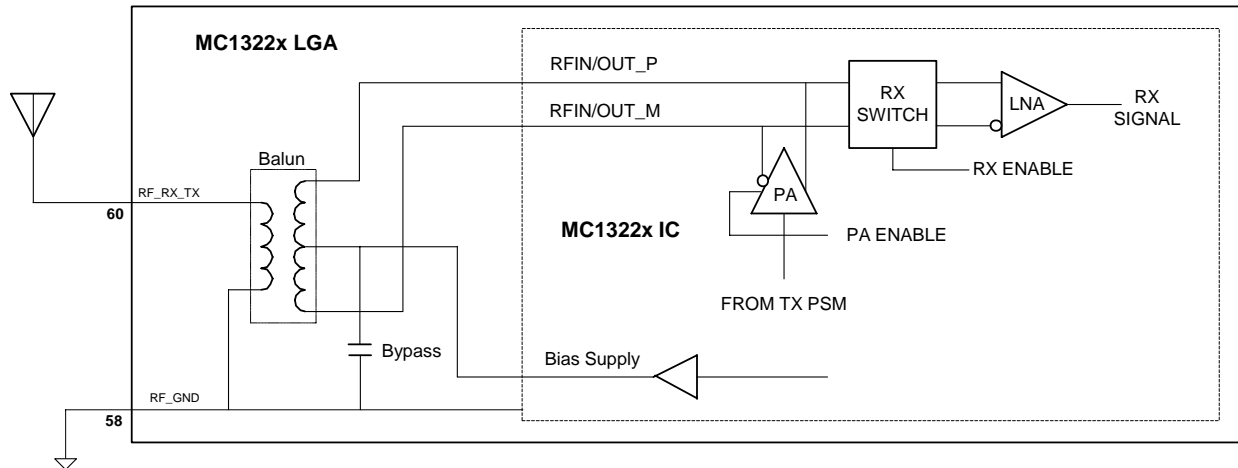 MC1322x LGA
RFIN/OUT_P
RX
SWITCH
LNA
RX
SIGNAL
RFIN/OUT_M
Balun
RX ENABLE
RF_RX_TX
PA
60
MC1322x IC
PA ENABLE
FROM TX PSM
Bypass
Bias Supply
RF_GND
58